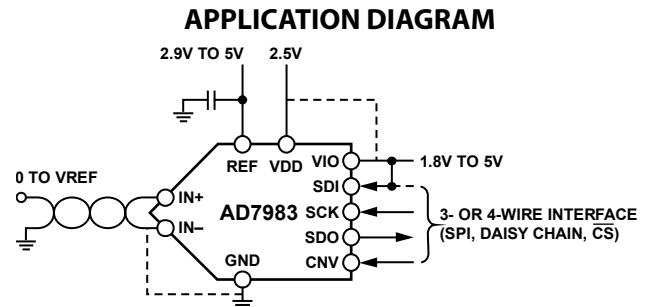 APPLICATION DIAGRAM
2.9V TO 5V 2.5V
REF VDD VIO 1.8V TO 5V
SDI
0 TO VREF
IN+
AD7983 SCK 3- OR 4-WIRE INTERFACE
IN– SDO (SPI, DAISY CHAIN, C̅S̅)
GND CNV